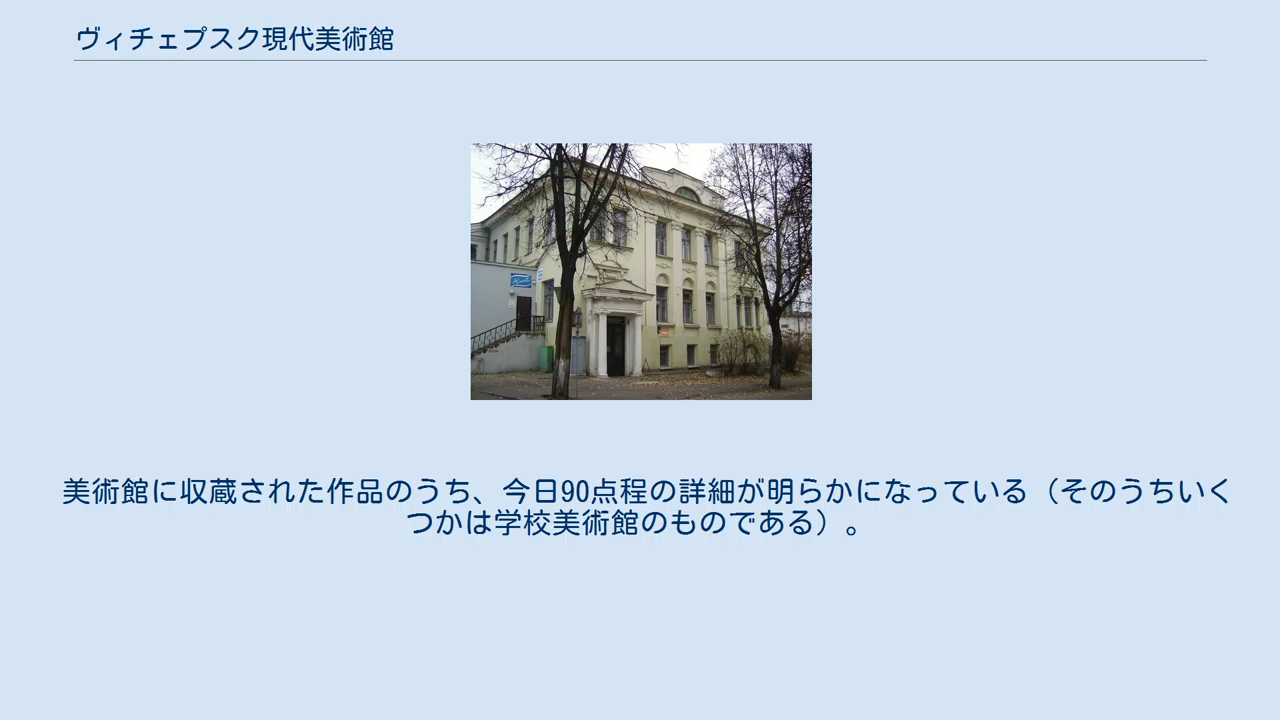 ヴィチェプスク現代美術館
美術館に収蔵された作品のうち、今日90点程の詳細が明らかになっている（そのうちいく
つかは学校美術館のものである）。